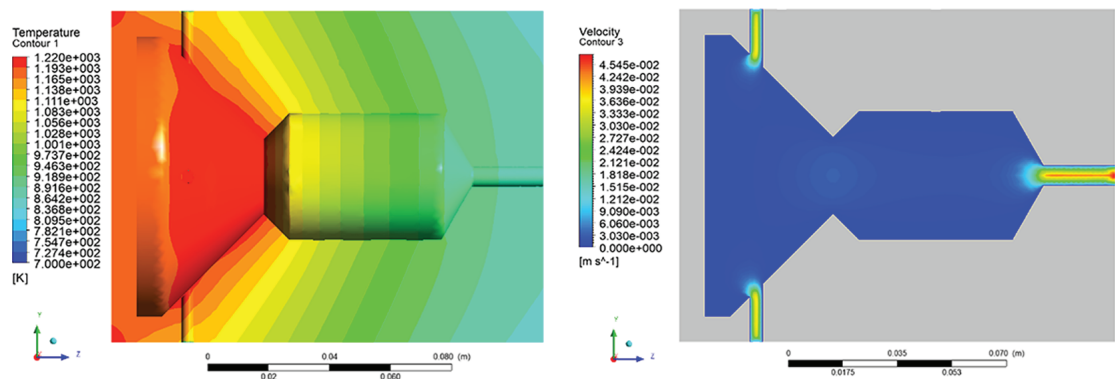 Temperature
Contour 1
1.220e+003
1.193e+003
1.165e+003
1.138e+003
1.111e+003
1.083e+003
1.056e+003
1.028e+003
1.001e+003
9.737e+002
9.463e+002
9.189e+002
8.916e+002
8.642e+002
8.368e+002
8.095e+002
7.821e+002
7.547e+002
7.274e+002
7.000e+002
[K]
Y
Z
0
0.04
0.080 (m)
0.02
0.060
Velocity
Contour 3
4.545e-002
4.242e-002
3.939e-002
3.636e-002
3.333e-002
3.030e-002
2.727e-002
2.424e-002
2.121e-002
1.818e-002
1.515e-002
1.212e-002
9.090e-003
6.060e-003
3.030e-003
0.000e+000
[m s^-1]
Y
Z
0
0.035
0.070 (m)
0.0175
0.053